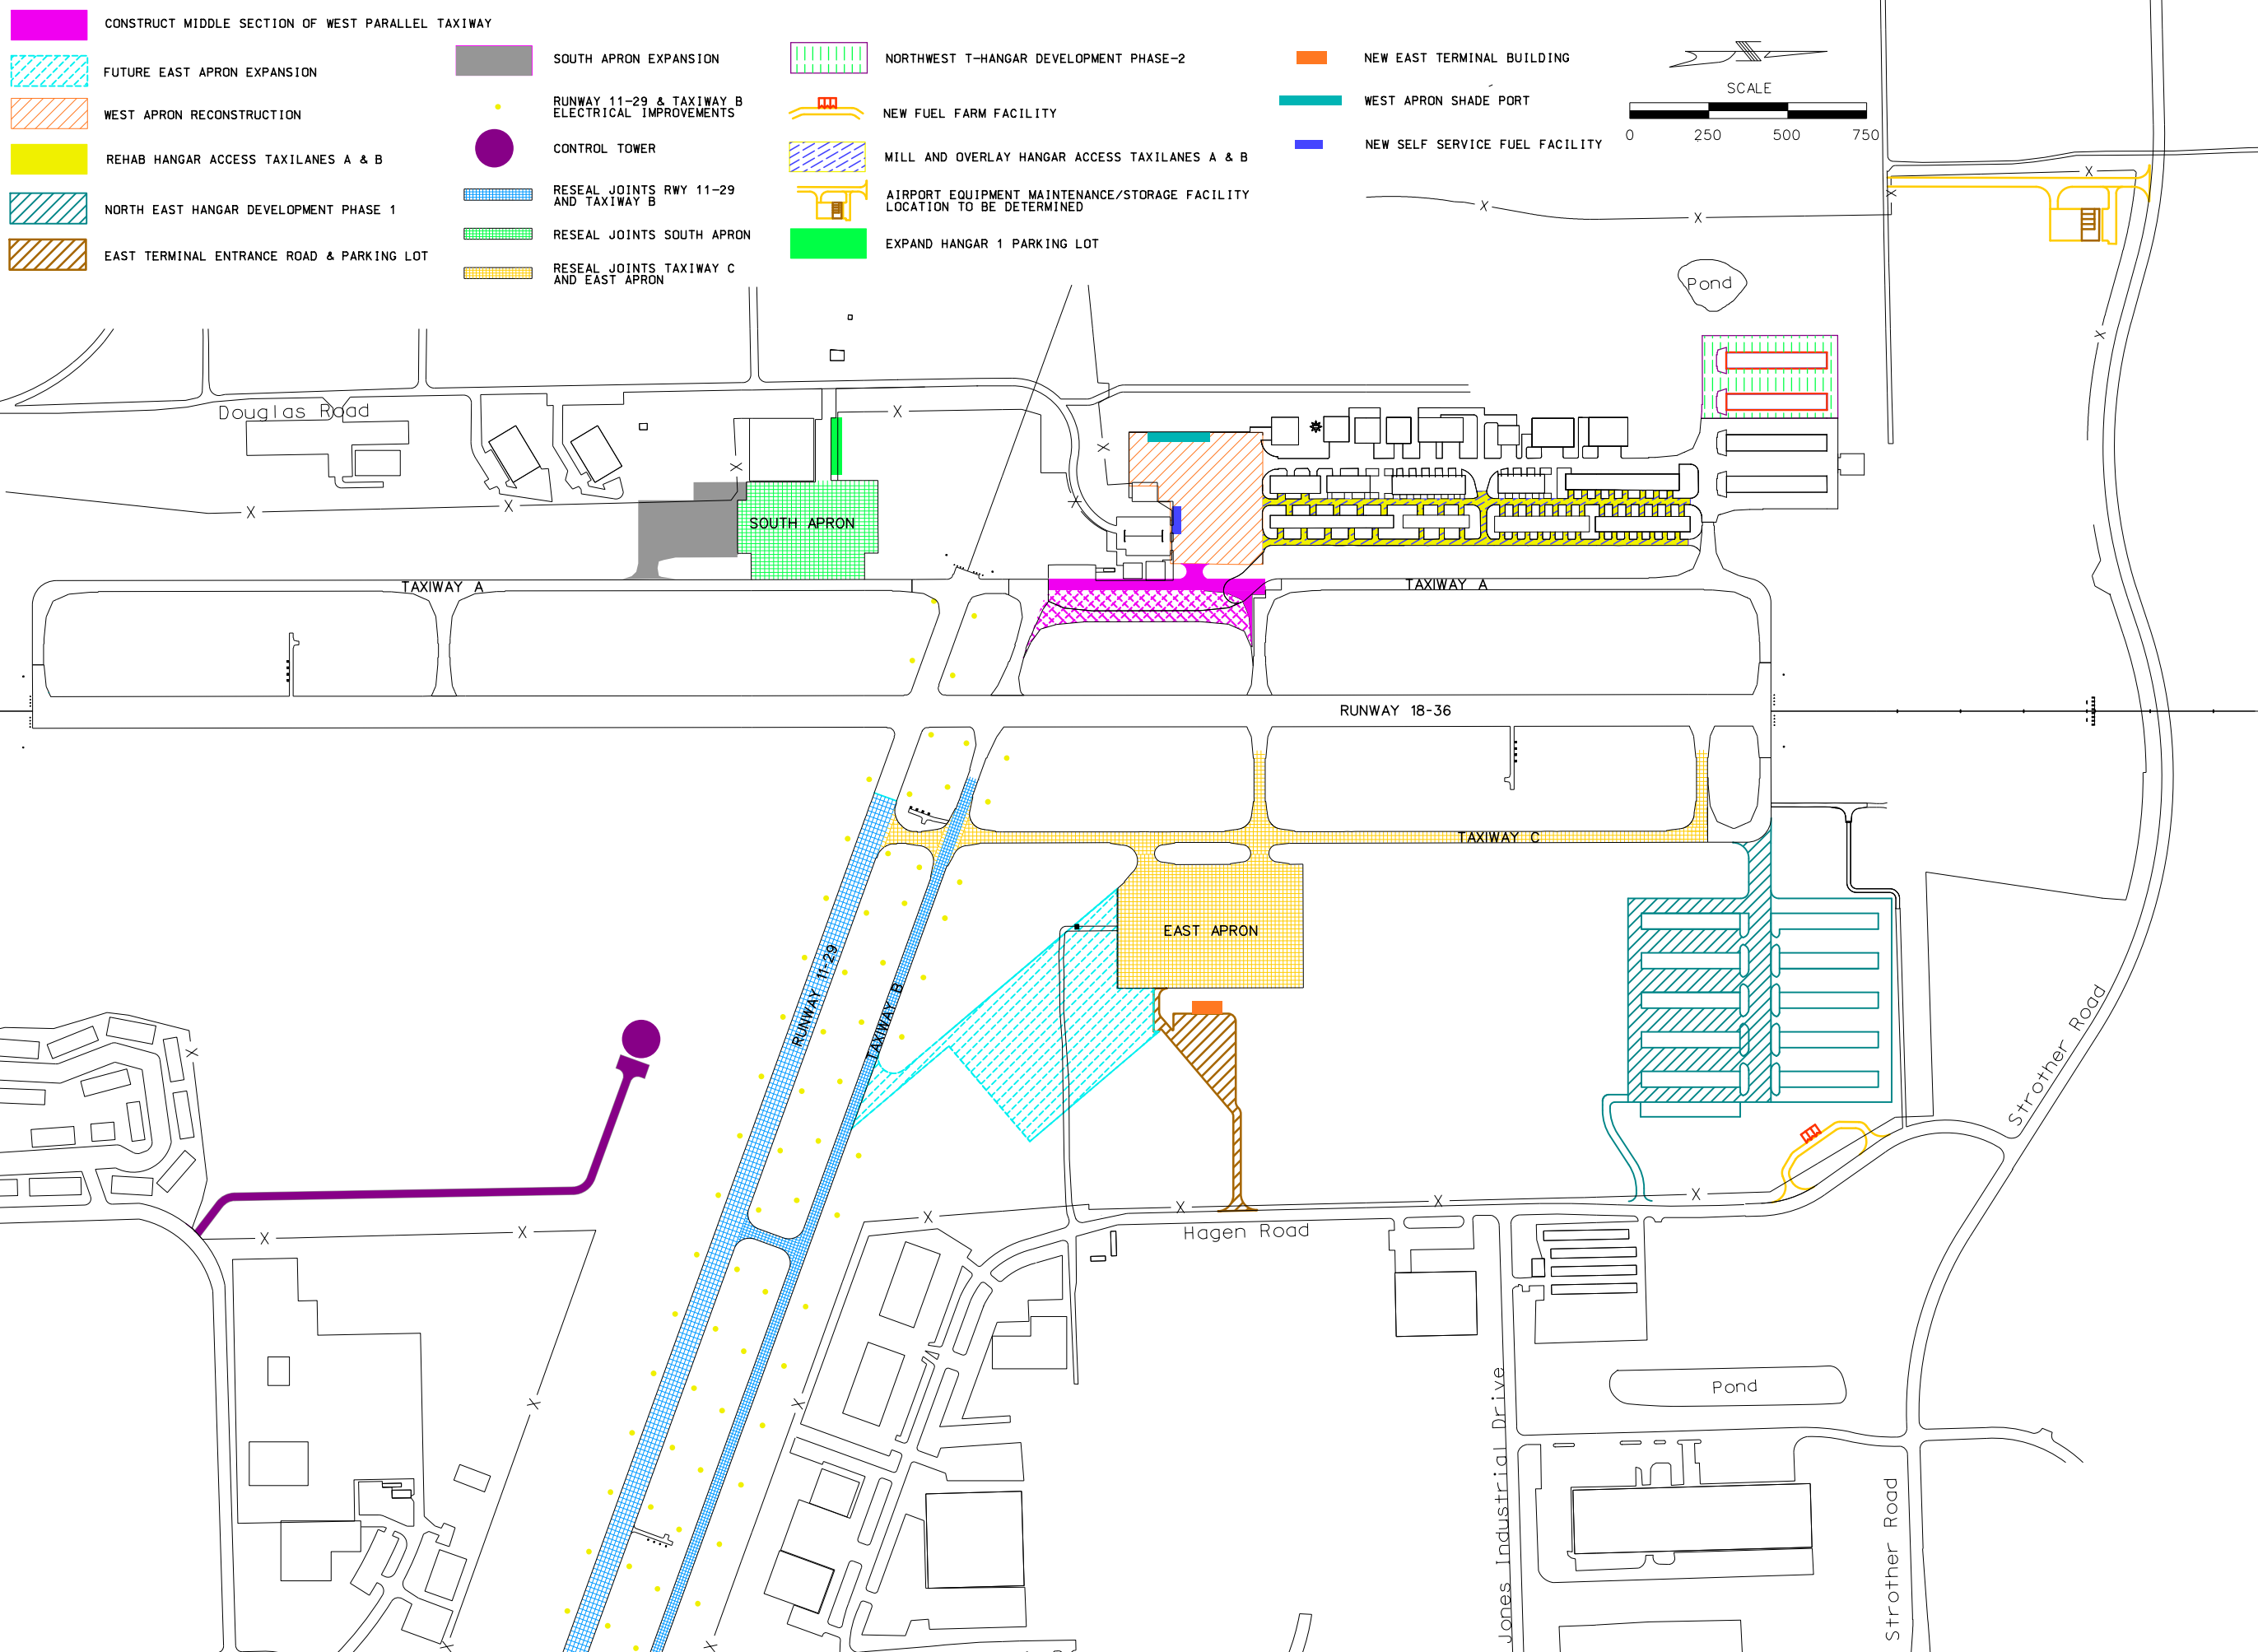 CONSTRUCT MIDDLE SECTION OF WEST PARALLEL TAXIWAY
FUTURE EAST APRON EXPANSION
WEST APRON RECONSTRUCTION
REHAB HANGAR ACCESS TAXILANES A & B
NORTH EAST HANGAR DEVELOPMENT PHASE 1
EAST TERMINAL ENTRANCE ROAD & PARKING LOT
SOUTH APRON EXPANSION
RUNWAY 11-29 & TAXIWAY B
ELECTRICAL IMPROVEMENTS
CONTROL TOWER
RESEAL JOINTS RWY 11-29
AND TAXIWAY B
RESEAL JOINTS SOUTH APRON
RESEAL JOINTS TAXIWAY C
AND EAST APRON
NORTHWEST T-HANGAR DEVELOPMENT PHASE-2
NEW FUEL FARM FACILITY
MILL AND OVERLAY HANGAR ACCESS TAXILANES A & B
AIRPORT EQUIPMENT MAINTENANCE/STORAGE FACILITY
LOCATION TO BE DETERMINED
EXPAND HANGAR 1 PARKING LOT
NEW EAST TERMINAL BUILDING
WEST APRON SHADE PORT
NEW SELF SERVICE FUEL FACILITY
SCALE
0 250 500 750
Pond
Douglas Road
SOUTH APRON
TAXIWAY A
TAXIWAY A
RUNWAY 18-36
TAXIWAY C
EAST APRON
RUNWAY 11-29
TAXIWAY B
Strother Road
Hagen Road
Pond
Jones Industrial Drive
Strother Road